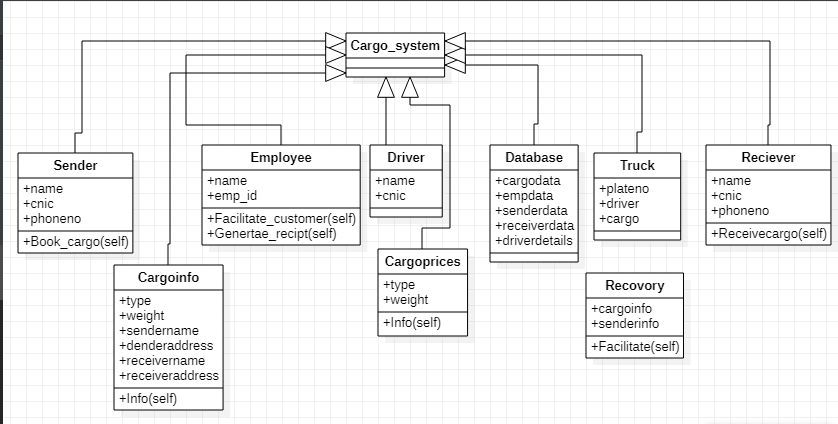 Cargo_system
Sender
+name
+cnic
+phoneno
+Book_cargo(self)
Employee
+name
+emp_id
+Facilitate_customer(self)
+Genertae_recipt(self)
Driver
+name
+cnic
Database
+cargodata
+empdata
+senderdata
+receiverdata
+driverdetails
Truck
+plateno
+driver
+cargo
Reciever
+name
+cnic
+phoneno
+Receivecargo(self)
Cargoinfo
+type
+weight
+sendername
+denderaddress
+receivername
+receiveraddress
+Info(self)
Cargoprices
+type
+weight
+Info(self)
Recovory
+cargoinfo
+senderinfo
+Facilitate(self)